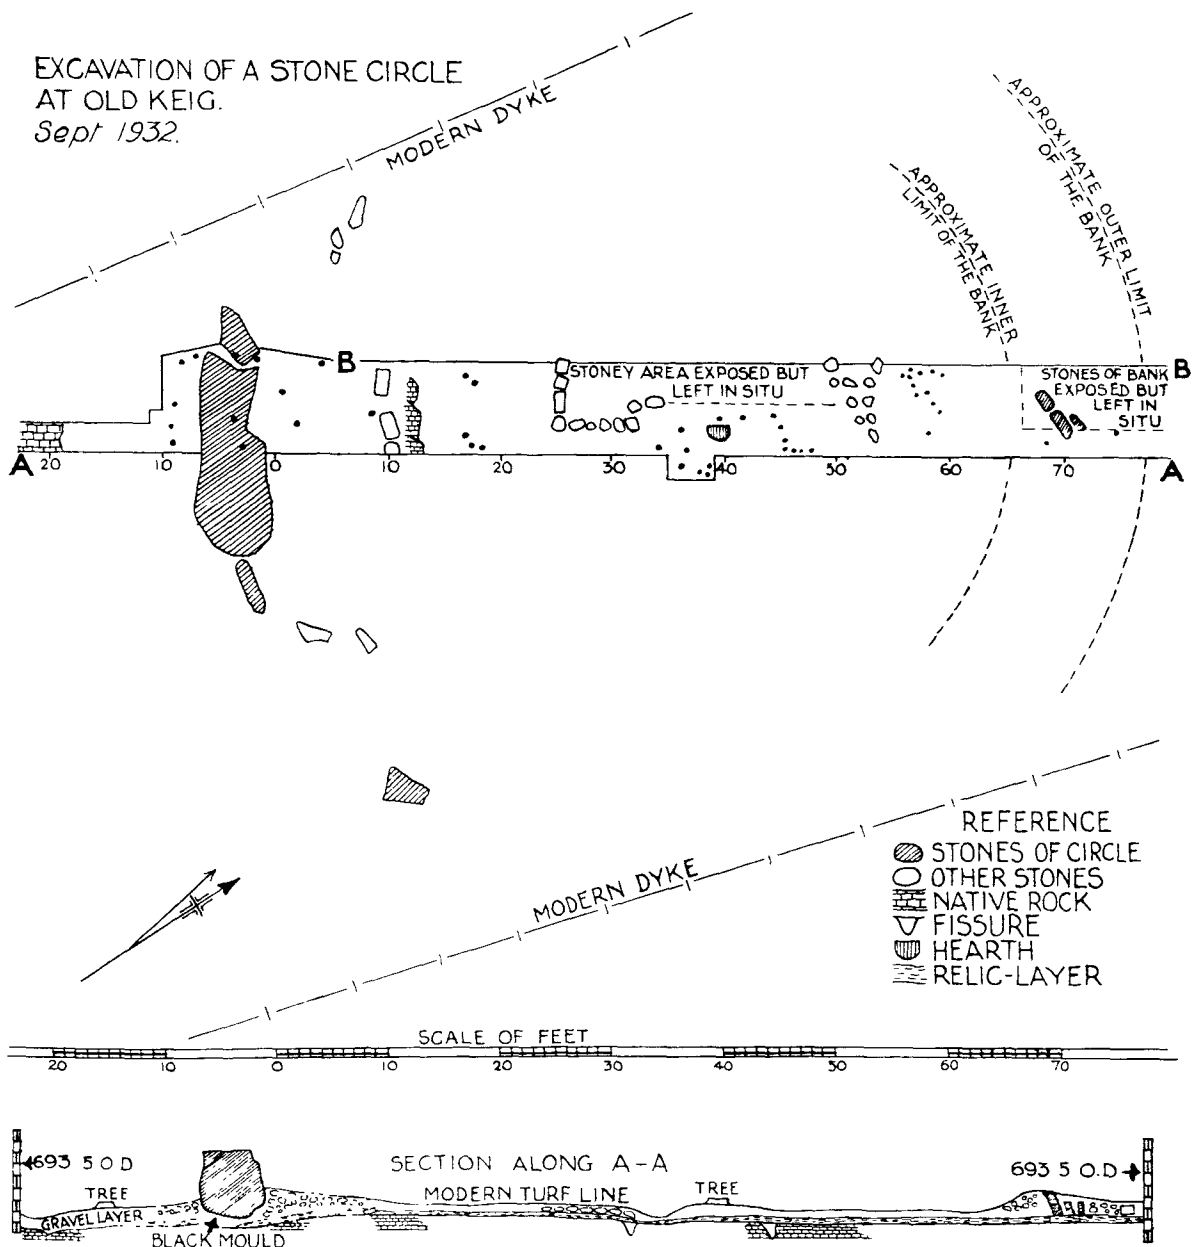 EXCAVATION OF A STONE CIRCLE
AT OLD KEIG.
Sept 1932.
MODERN DYKE
APPROXIMATE OUTER LIMIT
OF THE BANK
APPROXIMATE INNER
LIMIT OF THE BANK
B
STONEY AREA EXPOSED BUT
LEFT IN SITU
STONES OF BANK
EXPOSED BUT
LEFT IN
SITU
B
A
20 10 0 10 20 30 40 50 60 70
A
MODERN DYKE
REFERENCE
STONES OF CIRCLE
OTHER STONES
NATIVE ROCK
FISSURE
HEARTH
RELIC-LAYER
SCALE OF FEET
20 10 0 10 20 30 40 50 60 70
693 5 O D
SECTION ALONG A-A
693 5 O.D
TREE
MODERN TURF LINE
TREE
GRAVEL LAYER
BLACK MOULD